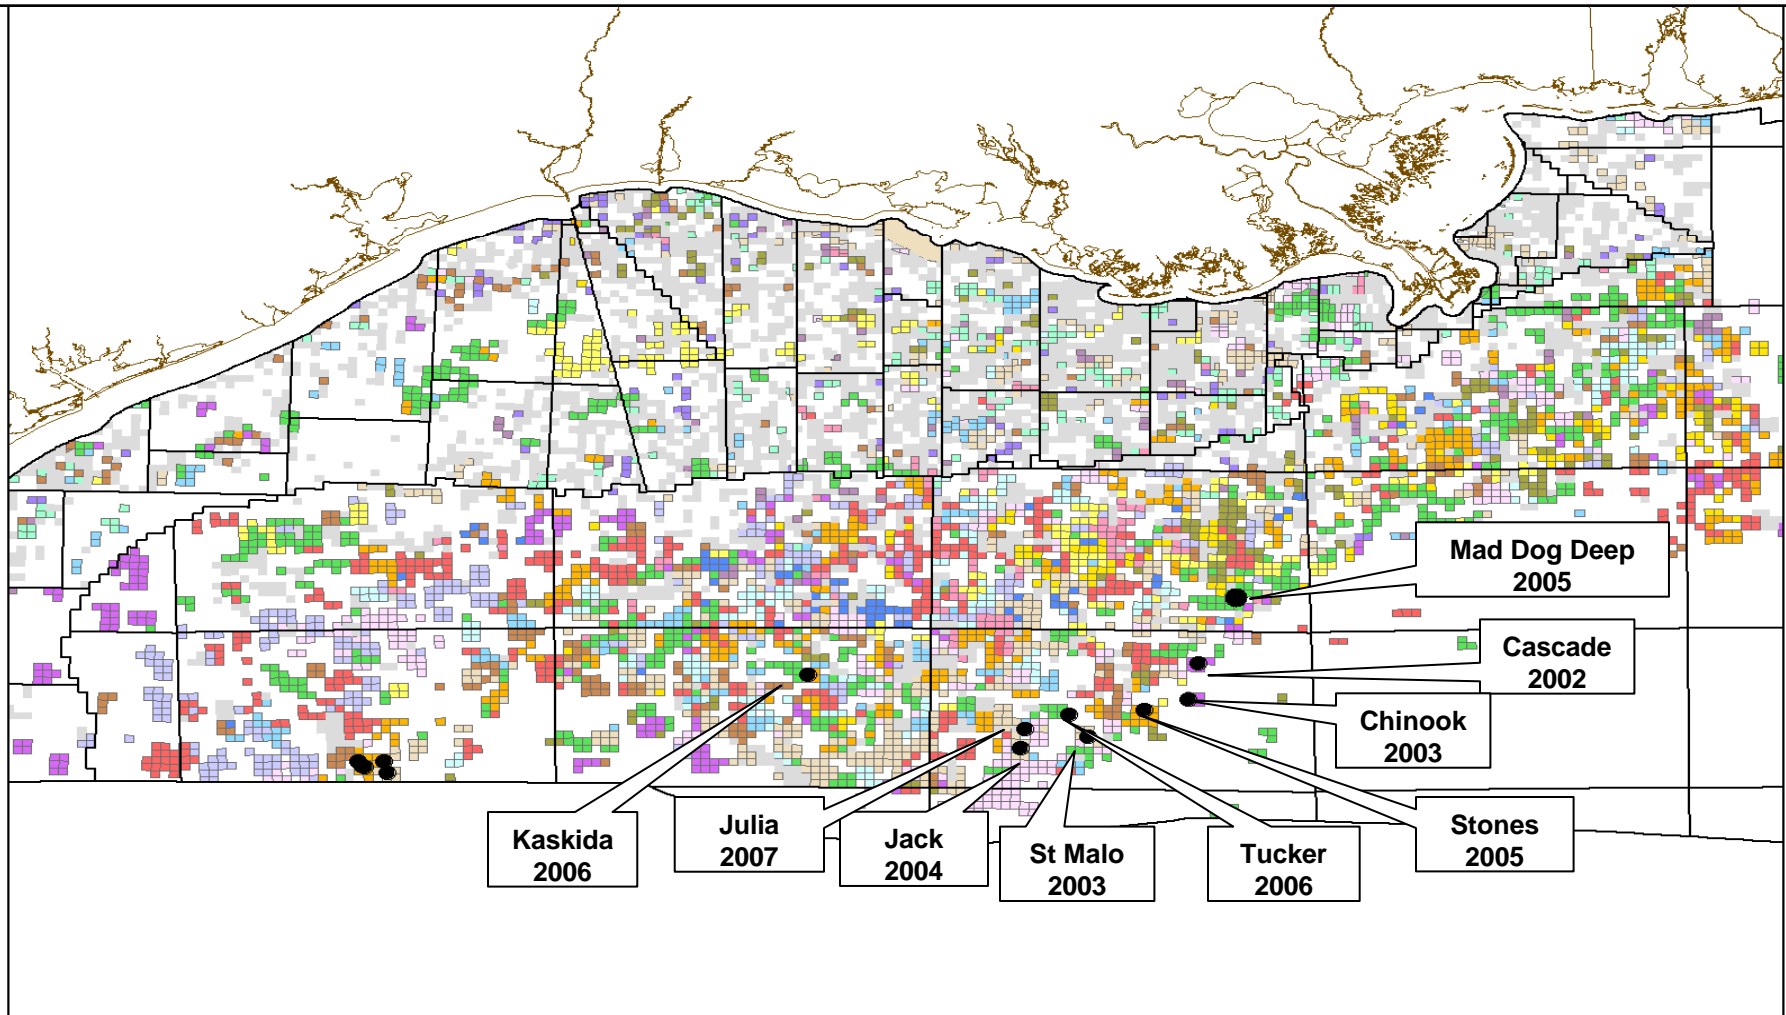 Mad Dog Deep
2005
Cascade
2002
Chinook
2003
Kaskida
2006
Julia
2007
Jack
2004
St Malo
2003
Tucker
2006
Stones
2005